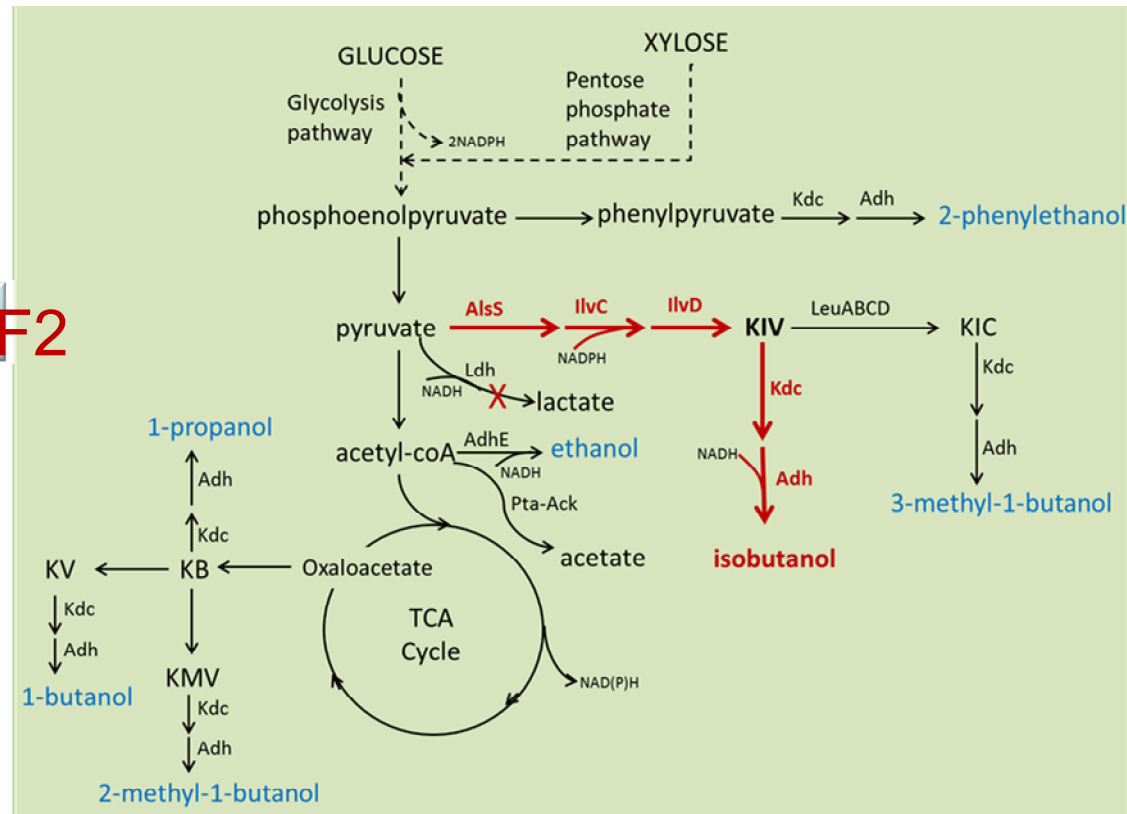 GLUCOSE
XYLOSE
Glycolysis
pathway
2NADPH
Pentose
phosphate
pathway
phosphoenolpyruvate
phenylpyruvate
Kdc
Adh
2-phenylethanol
F2
pyruvate
AlsS
IlvC
IlvD
KIV
LeuABCD
KIC
NADPH
Ldh
NADH
X
lactate
Kdc
Kdc
1-propanol
acetyl-coA
AdhE
NADH
ethanol
NADH
Adh
Adh
Adh
Pta-Ack
3-methyl-1-butanol
Kdc
acetate
isobutanol
KV
KB
Oxaloacetate
Kdc
Adh
TCA
Cycle
1-butanol
KMV
NAD(P)H
Kdc
Adh
2-methyl-1-butanol